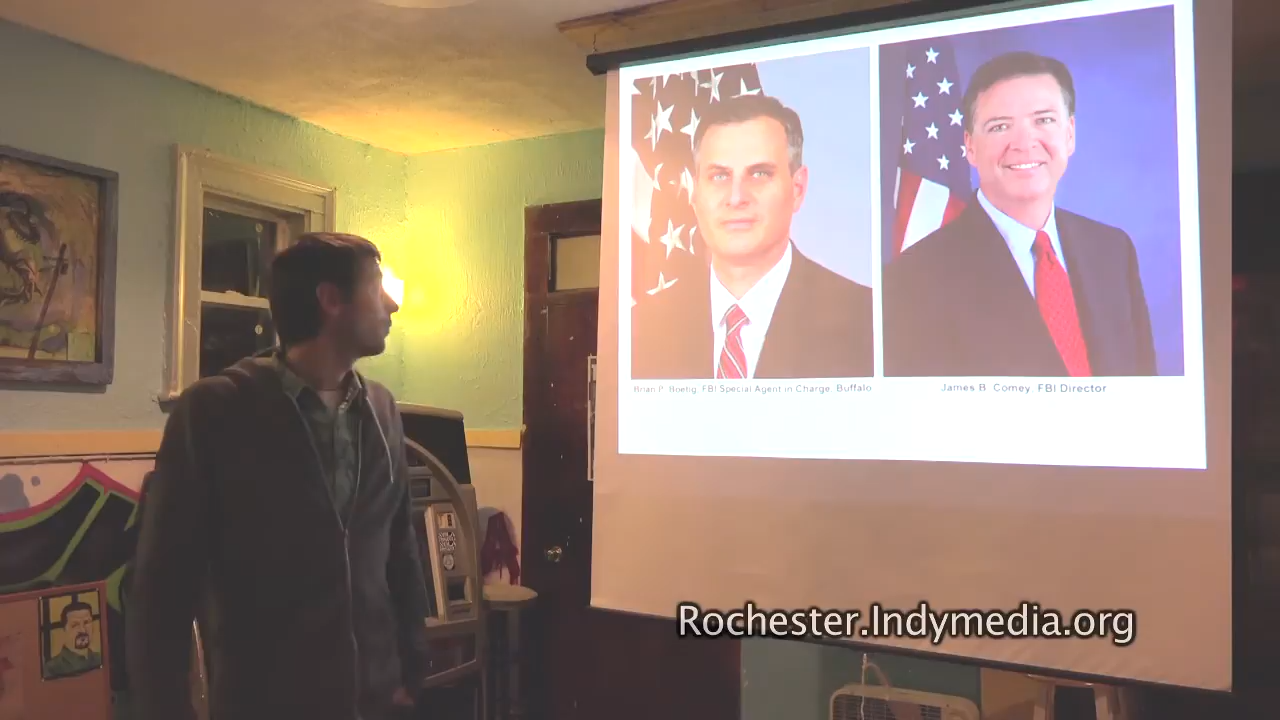 Brian P. Boetig, FBI Special Agent in Charge, Buffalo
James B. Comey, FBI Director
Rochester.Indymedia.org